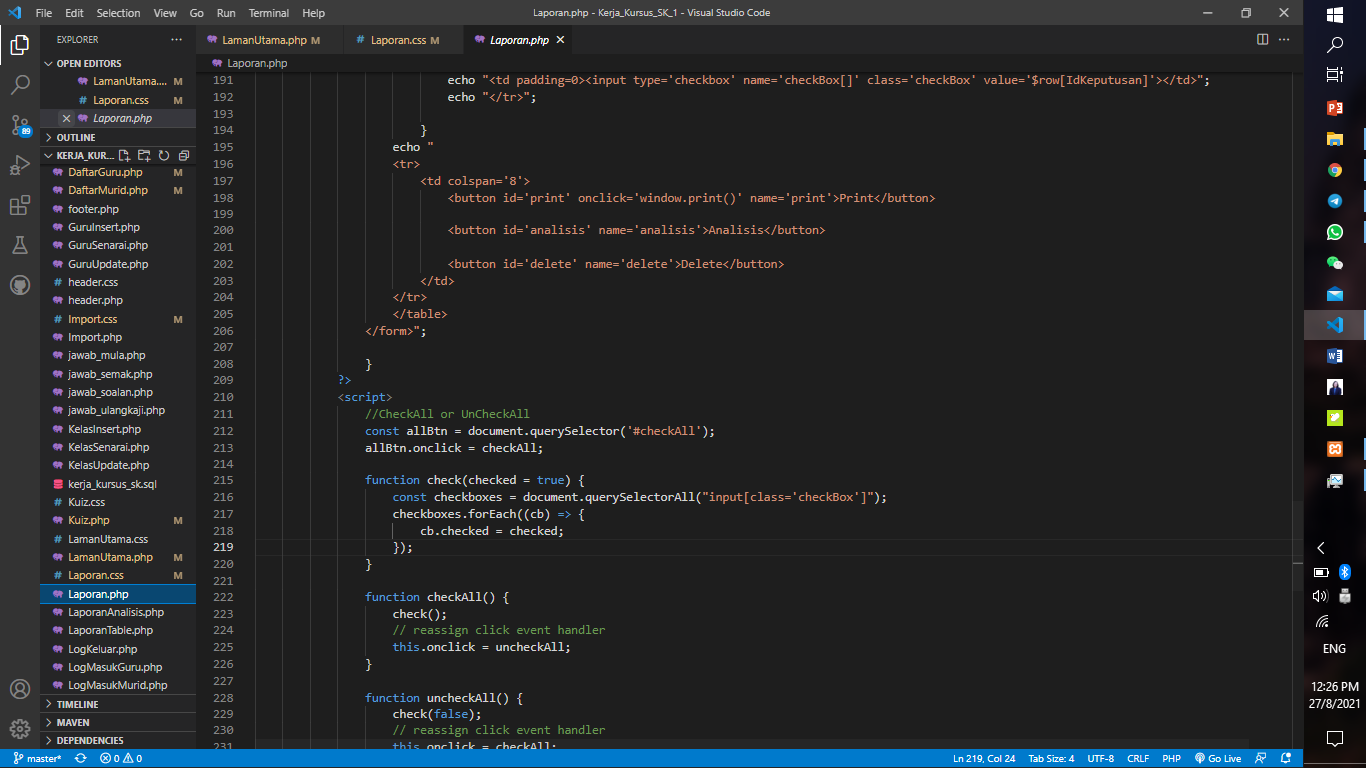 File Edit Selection View Go Run Terminal Help
Laporan.php - Kerja_Kursus_SK_1 - Visual Studio Code
EXPLORER
LamanUtama.php M
# Laporan.css M
Laporan.php
OPEN EDITORS
LamanUtama.... M
# Laporan.css M
Laporan.php
OUTLINE
KERJA_KUR...
DaftarGuru.php M
DaftarMurid.php M
footer.php
GuruInsert.php
GuruSenarai.php
GuruUpdate.php
# header.css
header.php
# Import.css M
Import.php
jawab_mula.php
jawab_semak.php
jawab_soalan.php
jawab_ulangkaji.php
KelasInsert.php
KelasSenarai.php
KelasUpdate.php
kerja_kursus_sk.sql
# Kuiz.css
Kuiz.php M
# LamanUtama.css
LamanUtama.php M
# Laporan.css M
Laporan.php
LaporanAnalisis.php
LaporanTable.php
LogKeluar.php
LogMasukGuru.php
LogMasukMurid.php
TIMELINE
MAVEN
DEPENDENCIES
89
Laporan.php
191 echo "<td padding=0><input type='checkbox' name='checkBox[]' class='checkBox' value='$row[IdKeputusan]'></td>";
192 echo "</tr>";
193
194 }
195 echo "
196 <tr>
197 <td colspan='8'>
198 <button id='print' onclick='window.print()' name='print'>Print</button>
199
200 <button id='analisis' name='analisis'>Analisis</button>
201
202 <button id='delete' name='delete'>Delete</button>
203 </td>
204 </tr>
205 </table>
206 </form>";
207
208 }
209 ?>
210 <script>
211 //CheckAll or UnCheckAll
212 const allBtn = document.querySelector('#checkAll');
213 allBtn.onclick = checkAll;
214
215 function check(checked = true) {
216 const checkboxes = document.querySelectorAll("input[class='checkBox']");
217 checkboxes.forEach((cb) => {
218 cb.checked = checked;
219 });
220 }
221
222 function checkAll() {
223 check();
224 // reassign click event handler
225 this.onclick = uncheckAll;
226 }
227
228 function uncheckAll() {
229 check(false);
230 // reassign click event handler
231 this.onclick = checkAll;
master* 0 0
Ln 219, Col 24 Tab Size: 4 UTF-8 CRLF PHP Go Live
ENG
12:26 PM
27/8/2021